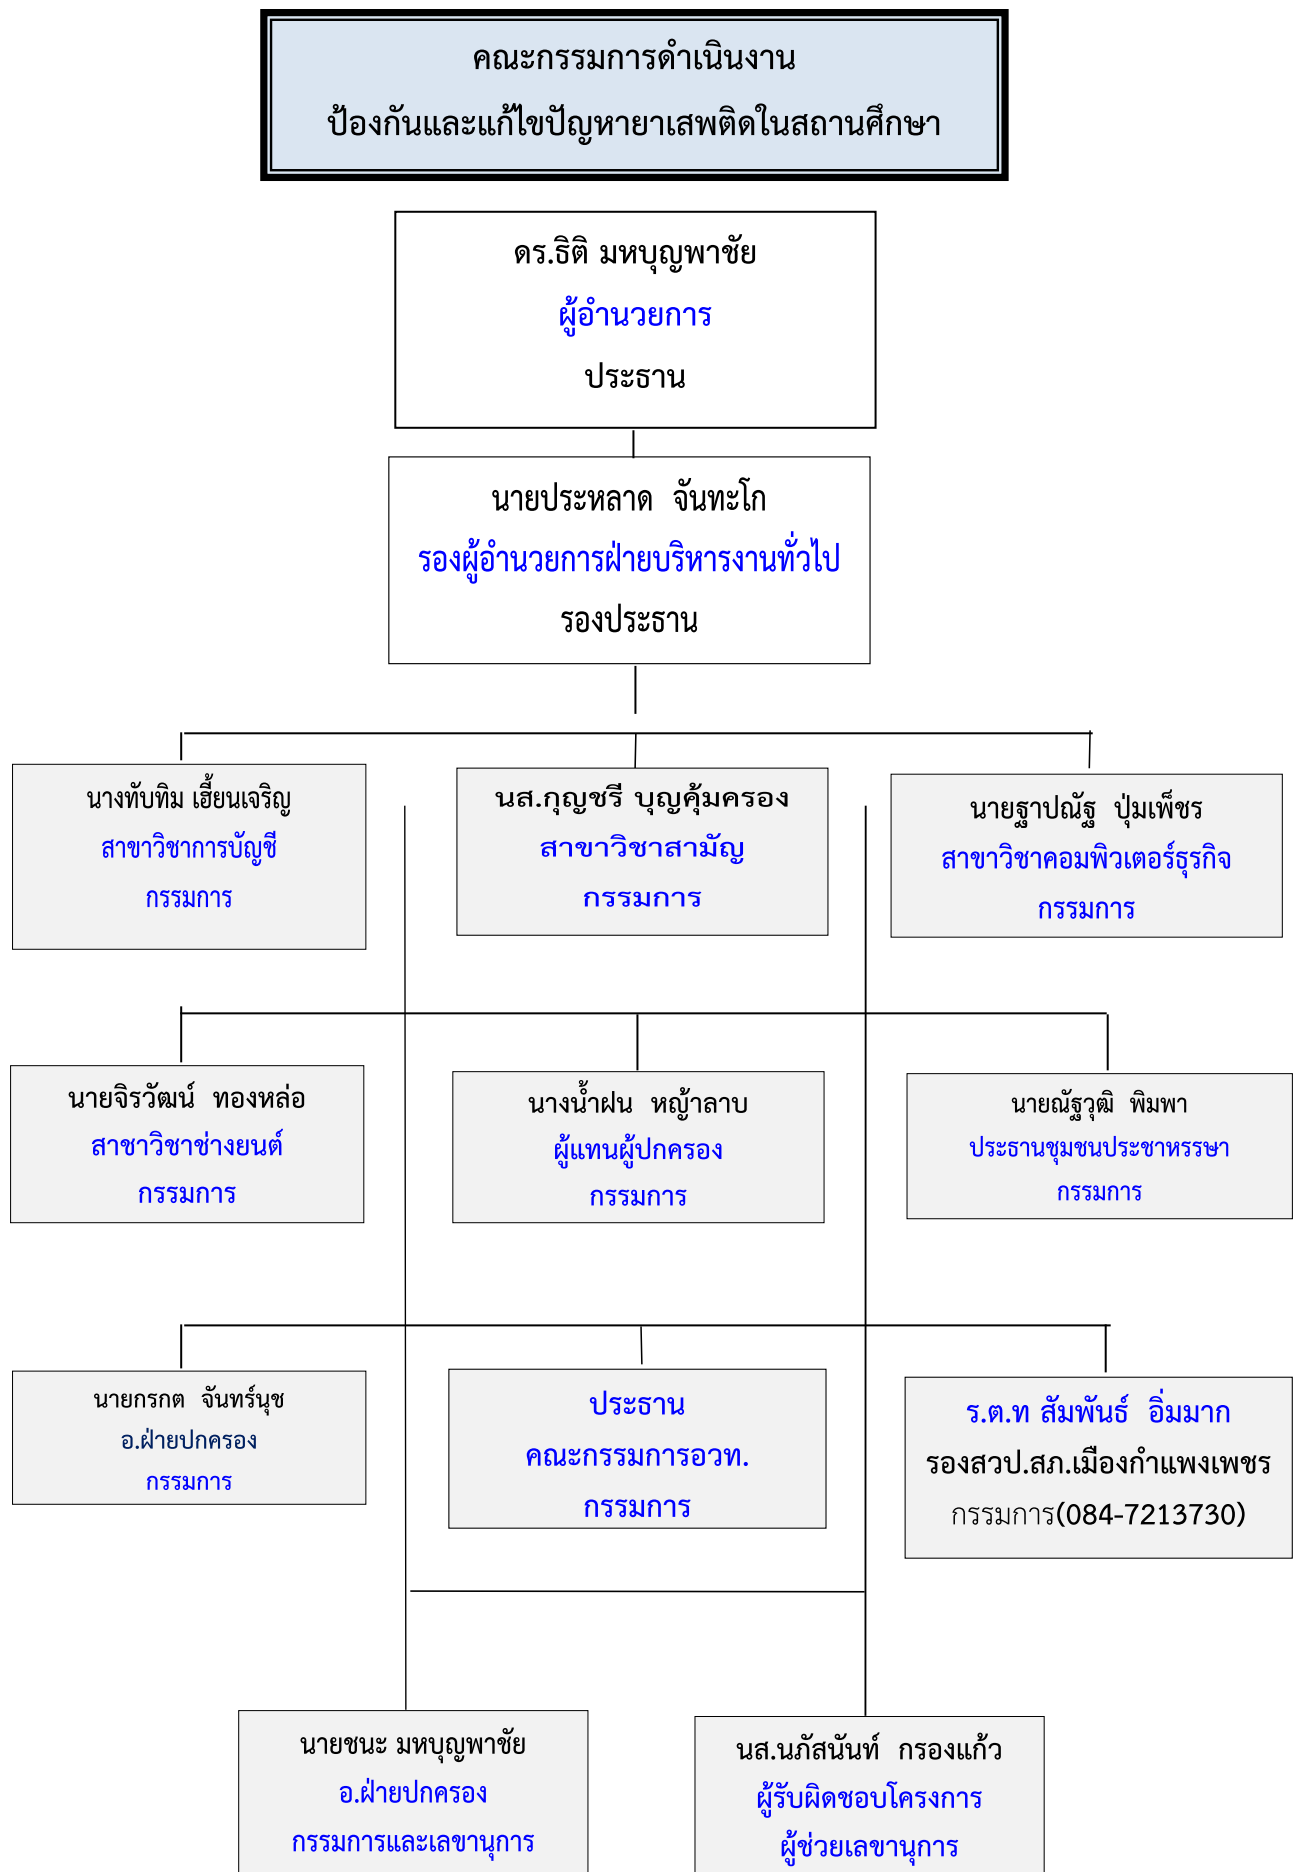 คณะกรรมการดำเนินงาน
ป้องกันและแก้ไขปัญหายาเสพติดในสถานศึกษา
ดร.ธิติ มหบุญพาชัย
ผู้อำนวยการ
ประธาน
นายประหลาด จันทะโก
รองผู้อำนวยการฝ่ายบริหารงานทั่วไป
รองประธาน
นางทับทิม เฮี้ยนเจริญ
สาขาวิชาการบัญชี
กรรมการ
นส.กุญชรี บุญคุ้มครอง
สาขาวิชาสามัญ
กรรมการ
นายฐาปณัฐ ปุ่มเพ็ชร
สาขาวิชาคอมพิวเตอร์ธุรกิจ
กรรมการ
นายจิรวัฒน์ ทองหล่อ
สาชาวิชาช่างยนต์
กรรมการ
นางน้ำฝน หญ้าลาบ
ผู้แทนผู้ปกครอง
กรรมการ
นายณัฐวุฒิ พิมพา
ประธานชุมชนประชาหรรษา
กรรมการ
นายกรกต จันทร์นุช
อ.ฝ่ายปกครอง
กรรมการ
ประธาน
คณะกรรมการอวท.
กรรมการ
ร.ต.ท สัมพันธ์ อิ่มมาก
รองสวป.สภ.เมืองกำแพงเพชร
กรรมการ(084-7213730)
นายชนะ มหบุญพาชัย
อ.ฝ่ายปกครอง
กรรมการและเลขานุการ
นส.นภัสนันท์ กรองแก้ว
ผู้รับผิดชอบโครงการ
ผู้ช่วยเลขานุการ